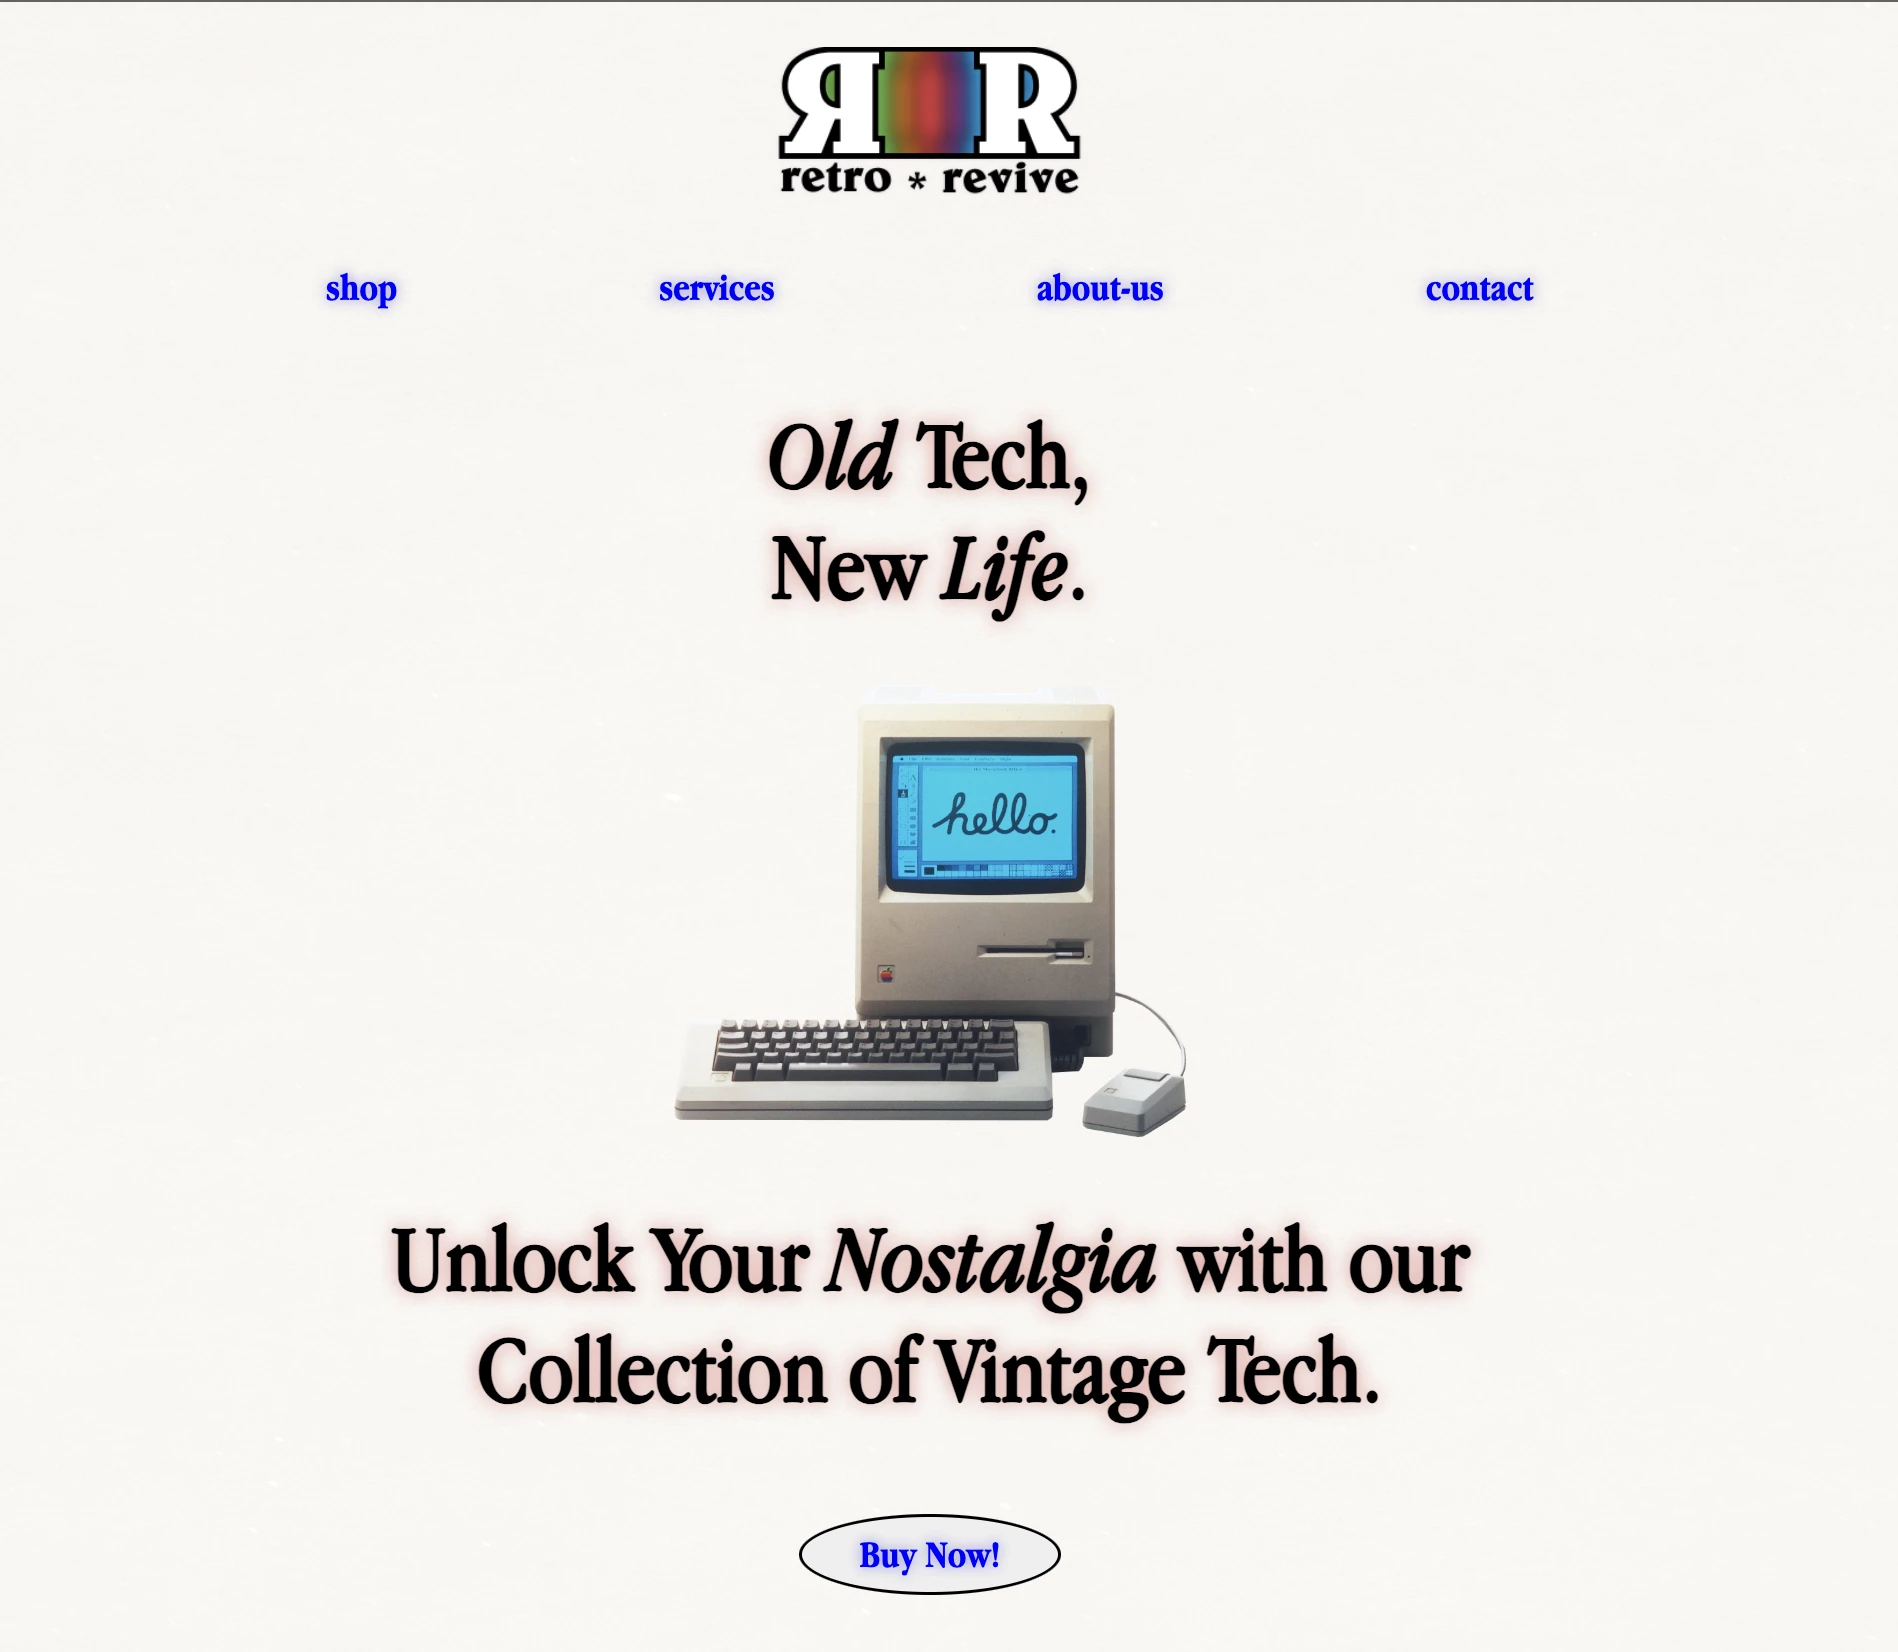 RR
retro * revive
shop services about-us contact
Old Tech,
New Life.
hello.
Unlock Your Nostalgia with our
Collection of Vintage Tech.
Buy Now!